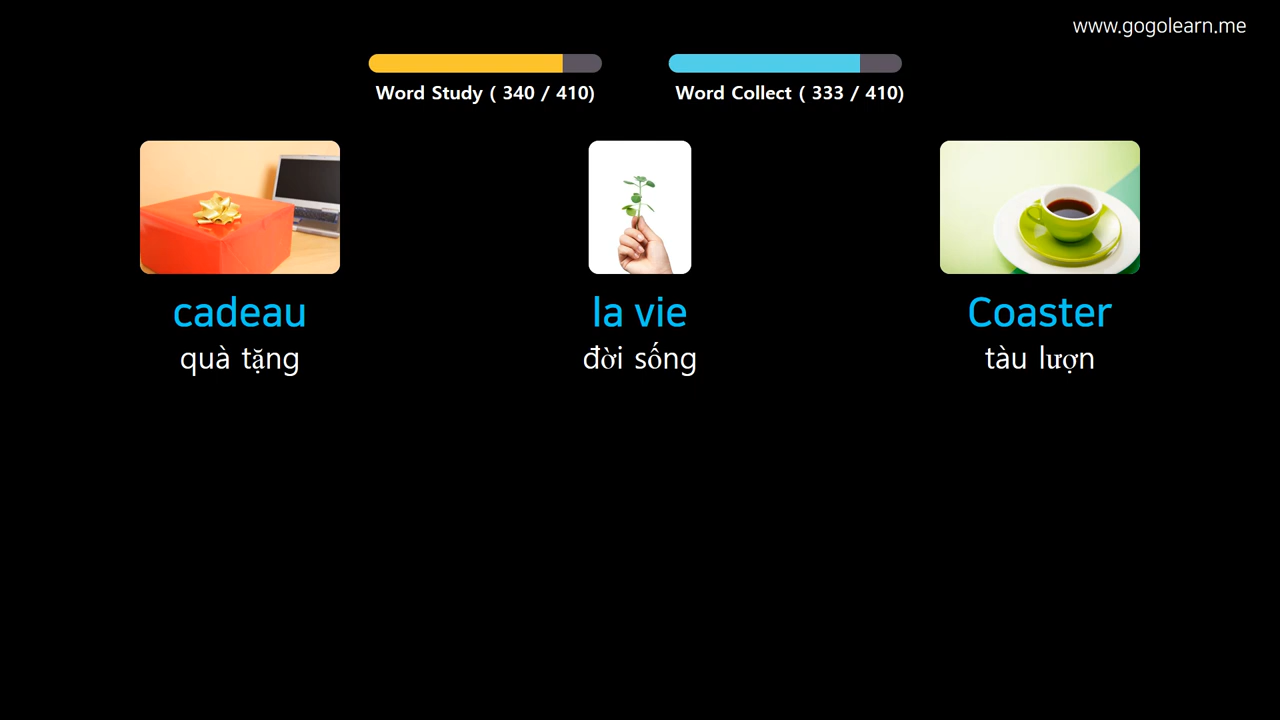 www.gogolearn.me
Word Study ( 340 / 410)
Word Collect ( 333 / 410)
cadeau
quà tặng
la vie
đời sống
Coaster
tàu lượn